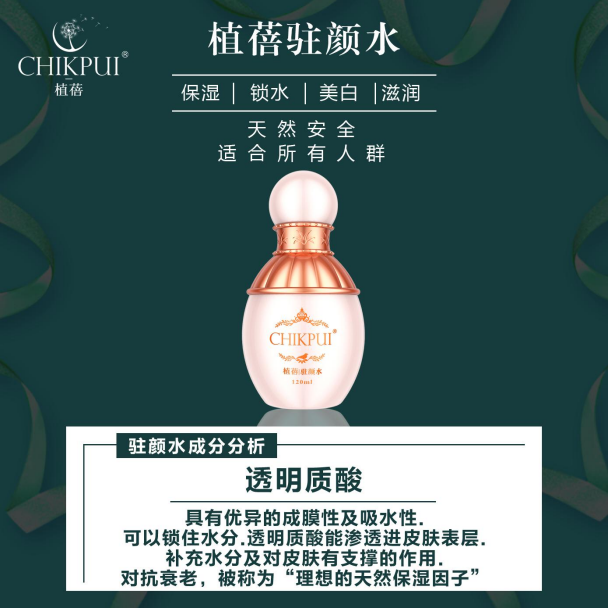 CHIKPUI®
植蓓
植蓓驻颜水
保湿 | 锁水 | 美白 | 滋润
天然安全
适合所有人群
CHIKPUI®
植蓓驻颜水
120ml
驻颜水成分分析
透明质酸
具有优异的成膜性及吸水性.
可以锁住水分.透明质酸能渗透进皮肤表层.
补充水分及对皮肤有支撑的作用.
对抗衰老，被称为“理想的天然保湿因子”